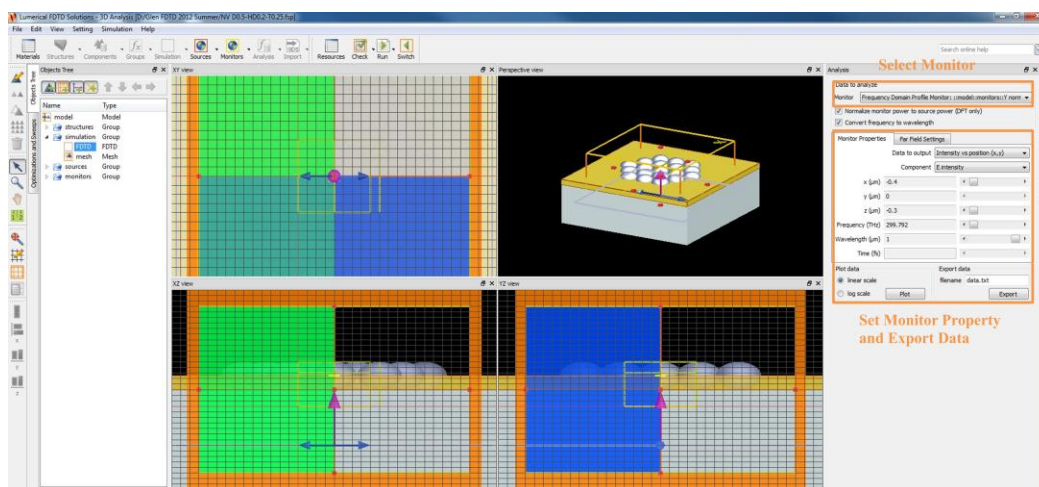 Lumerical FDTD Solutions - 3D Analysis [D:/Glen FDTD 2012 Summer/NV D0.5-HD0.2-T0.25.fsp]
File Edit View Setting Simulation Help
Materials Structures Components Groups Simulation Sources Monitors Analysis Import Resources Check Run Switch
Search online help
Select Monitor
Objects Tree
XY view
Perspective view
Analysis
Objects Tree
Optimizations and Sweeps
Name Type
model Model
structures Group
simulation Group
FDTD FDTD
mesh Mesh
sources Group
monitors Group
XZ view
YZ view
Data to analyze
Monitor Frequency Domain Profile Monitor: ::model::monitors::Y norm
Normalize monitor power to source power (DFT only)
Convert frequency to wavelength
Monitor Properties Far Field Settings
Data to output Intensity vs position (x,y)
Component E intensity
x (μm) -0.4
y (μm) 0
z (μm) -0.3
Frequency (THz) 299.792
Wavelength (μm) 1
Time (fs)
Plot data Export data
linear scale filename data.txt
log scale Plot Export
Set Monitor Property
and Export Data
x
y
z